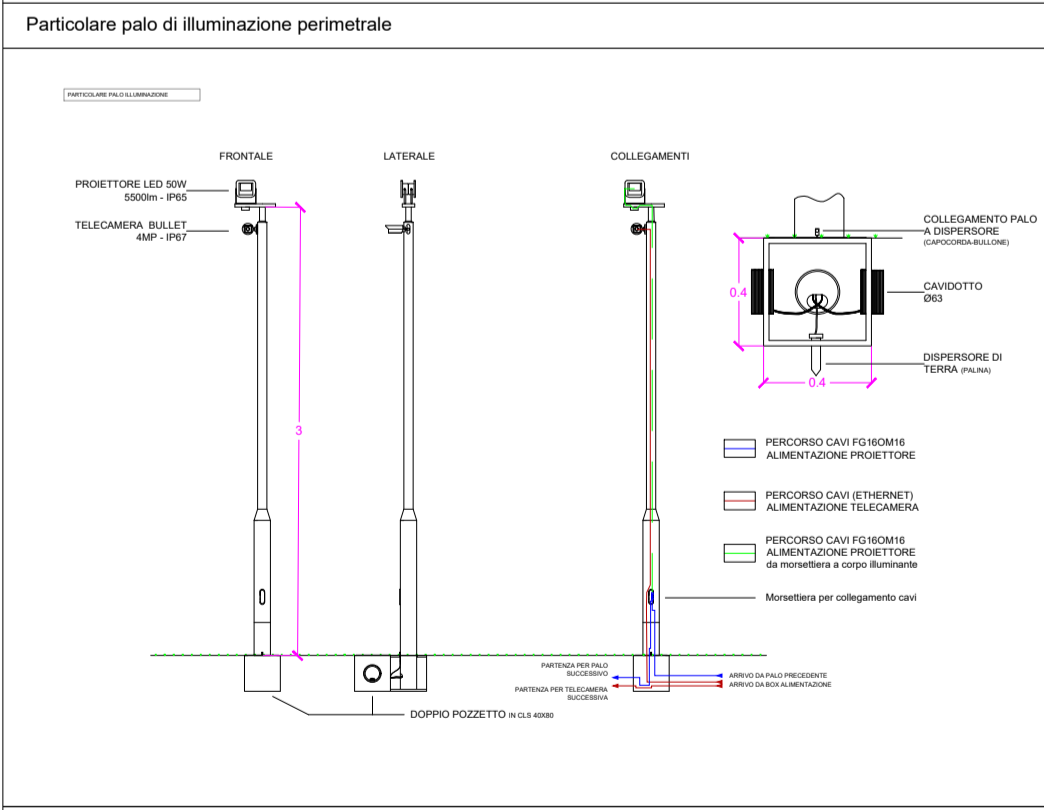 Particolare palo di illuminazione perimetrale
PARTICOLARE PALO ILLUMINAZIONE
FRONTALE
LATERALE
COLLEGAMENTI
PROIETTORE LED 50W
5500lm - IP65
TELECAMERA BULLET
4MP - IP67
3
COLLEGAMENTO PALO
A DISPERSORE
(CAPOCORDA-BULLONE)
0.4
CAVIDOTTO
Ø63
DISPERSORE DI
TERRA (PALINA)
0.4
PERCORSO CAVI FG16OM16
ALIMENTAZIONE PROIETTORE
PERCORSO CAVI (ETHERNET)
ALIMENTAZIONE TELECAMERA
PERCORSO CAVI FG16OM16
ALIMENTAZIONE PROIETTORE
da morsettiera a corpo illuminante
Morsettiera per collegamento cavi
PARTENZA PER PALO
SUCCESSIVO
PARTENZA PER TELECAMERA
SUCCESSIVA
ARRIVO DA PALO PRECEDENTE
ARRIVO DA BOX ALIMENTAZIONE
DOPPIO POZZETTO IN CLS 40X80